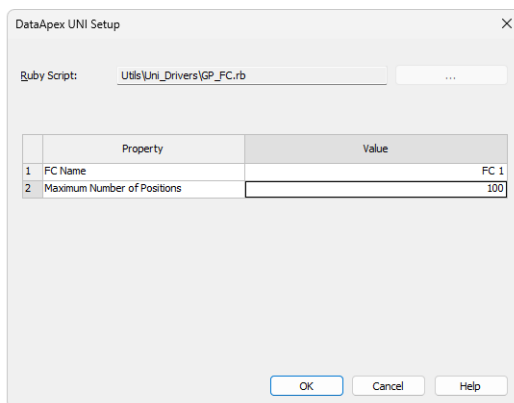 DataApex UNI Setup
Ruby Script: Utils\Uni_Drivers\GP_FC.rb ...
Property Value
1 FC Name FC 1
2 Maximum Number of Positions 100
OK Cancel Help